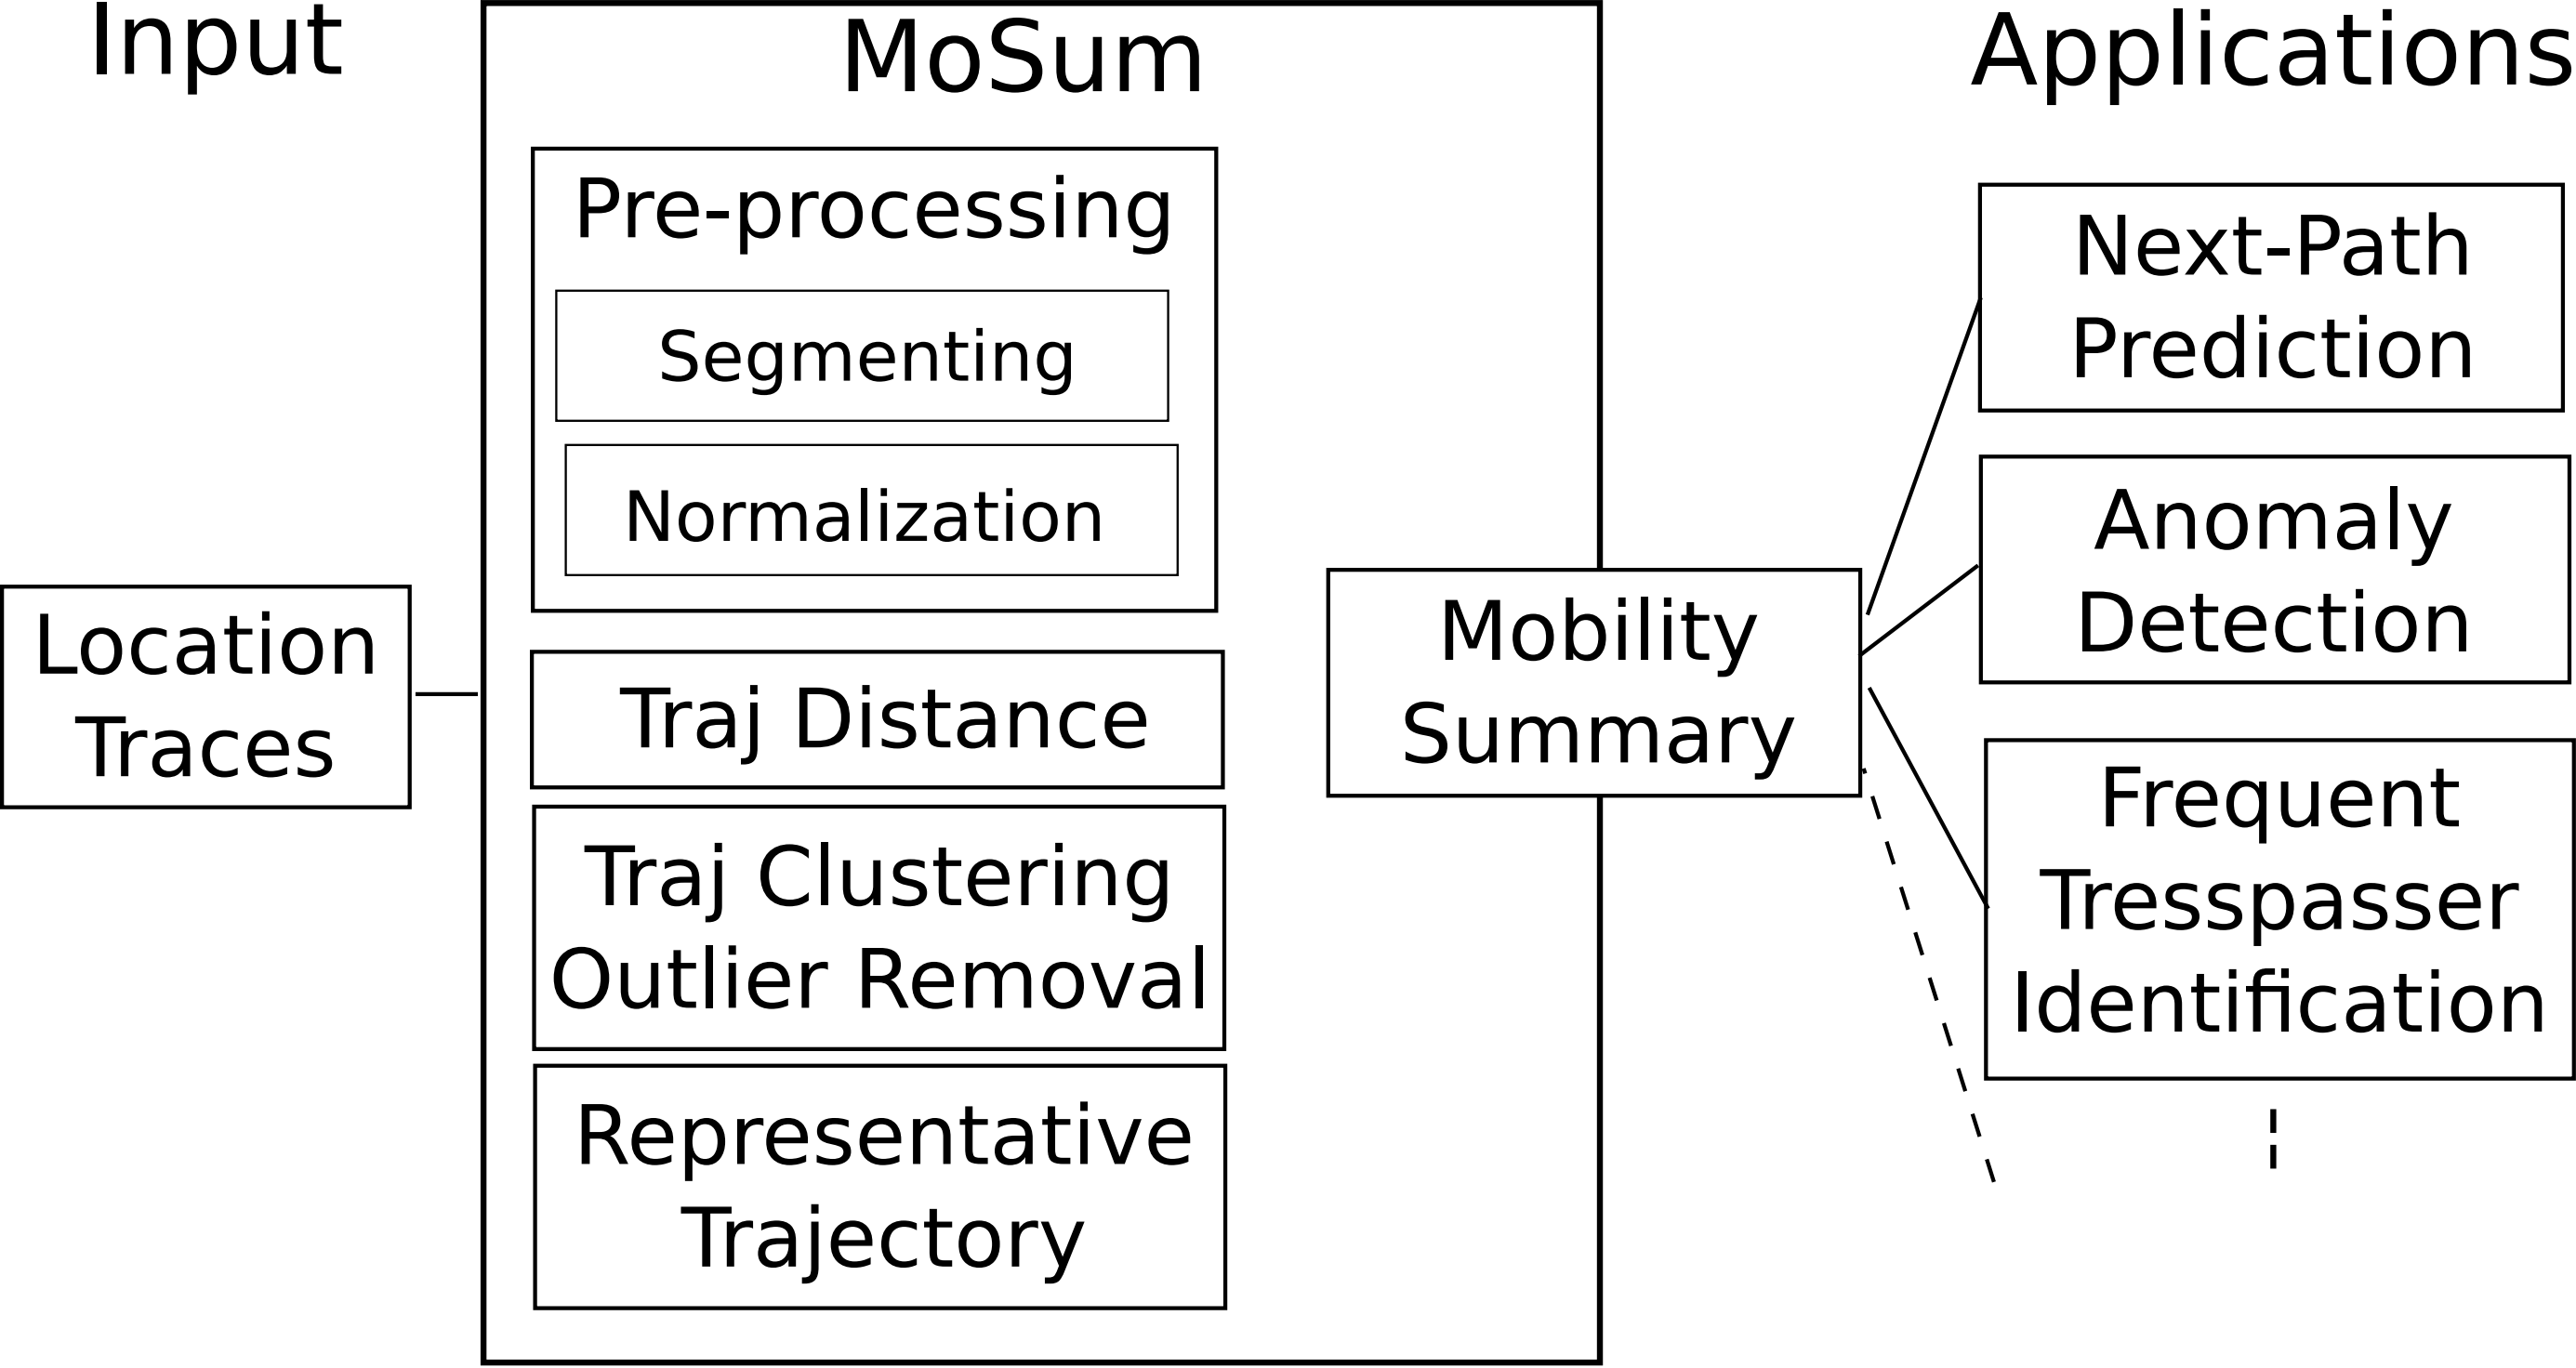 Input
MoSum
Applications
Pre-processing
Segmenting
Normalization
Location
Traces
Traj Distance
Traj Clustering
Outlier Removal
Representative
Trajectory
Mobility
Summary
Next-Path
Prediction
Anomaly
Detection
Frequent
Tresspasser
Identification